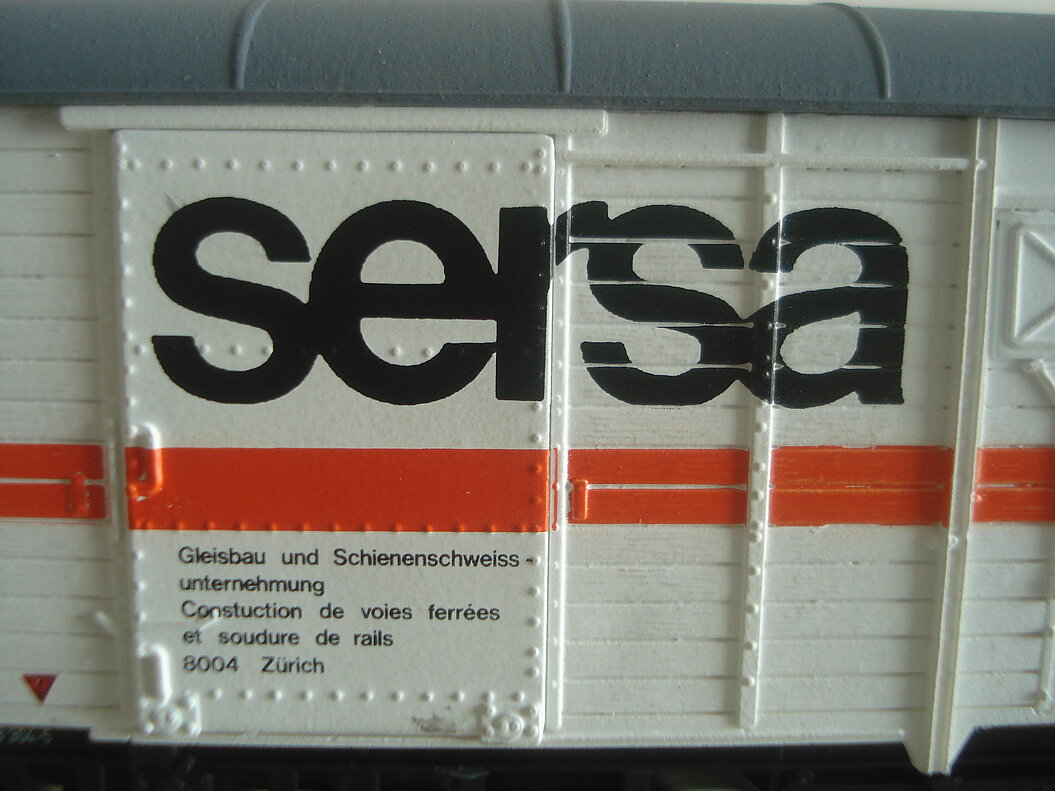 sersa
Gleisbau und Schienenschweiss-
unternehmung
Constuction de voies ferrées
et soudure de rails
8004 Zürich